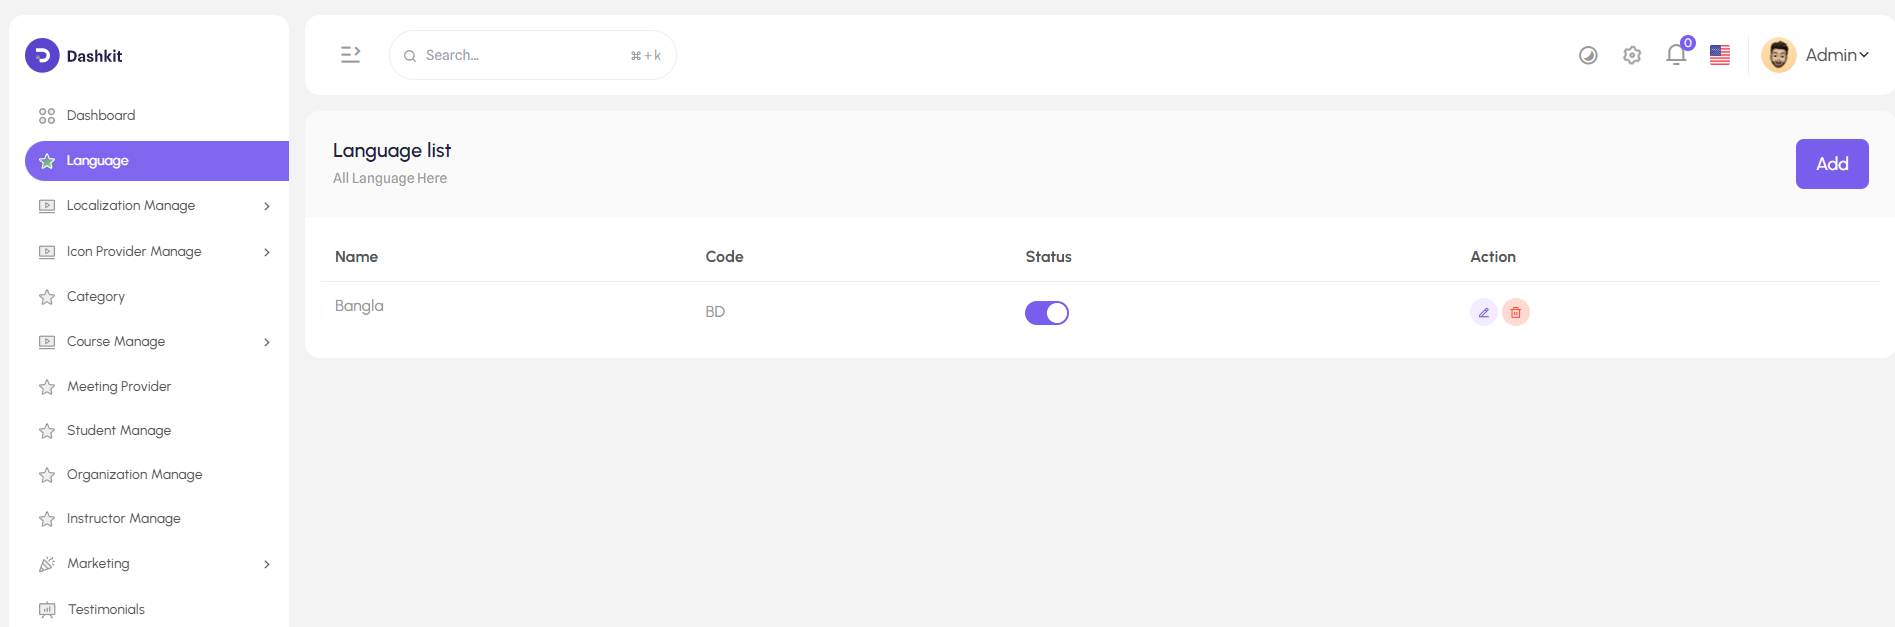 Dashkit
Search...
⌘+k
0
Admin
Dashboard
Language
Localization Manage
Icon Provider Manage
Category
Course Manage
Meeting Provider
Student Manage
Organization Manage
Instructor Manage
Marketing
Testimonials
Language list
All Language Here
Add
Name Code Status Action
Bangla BD